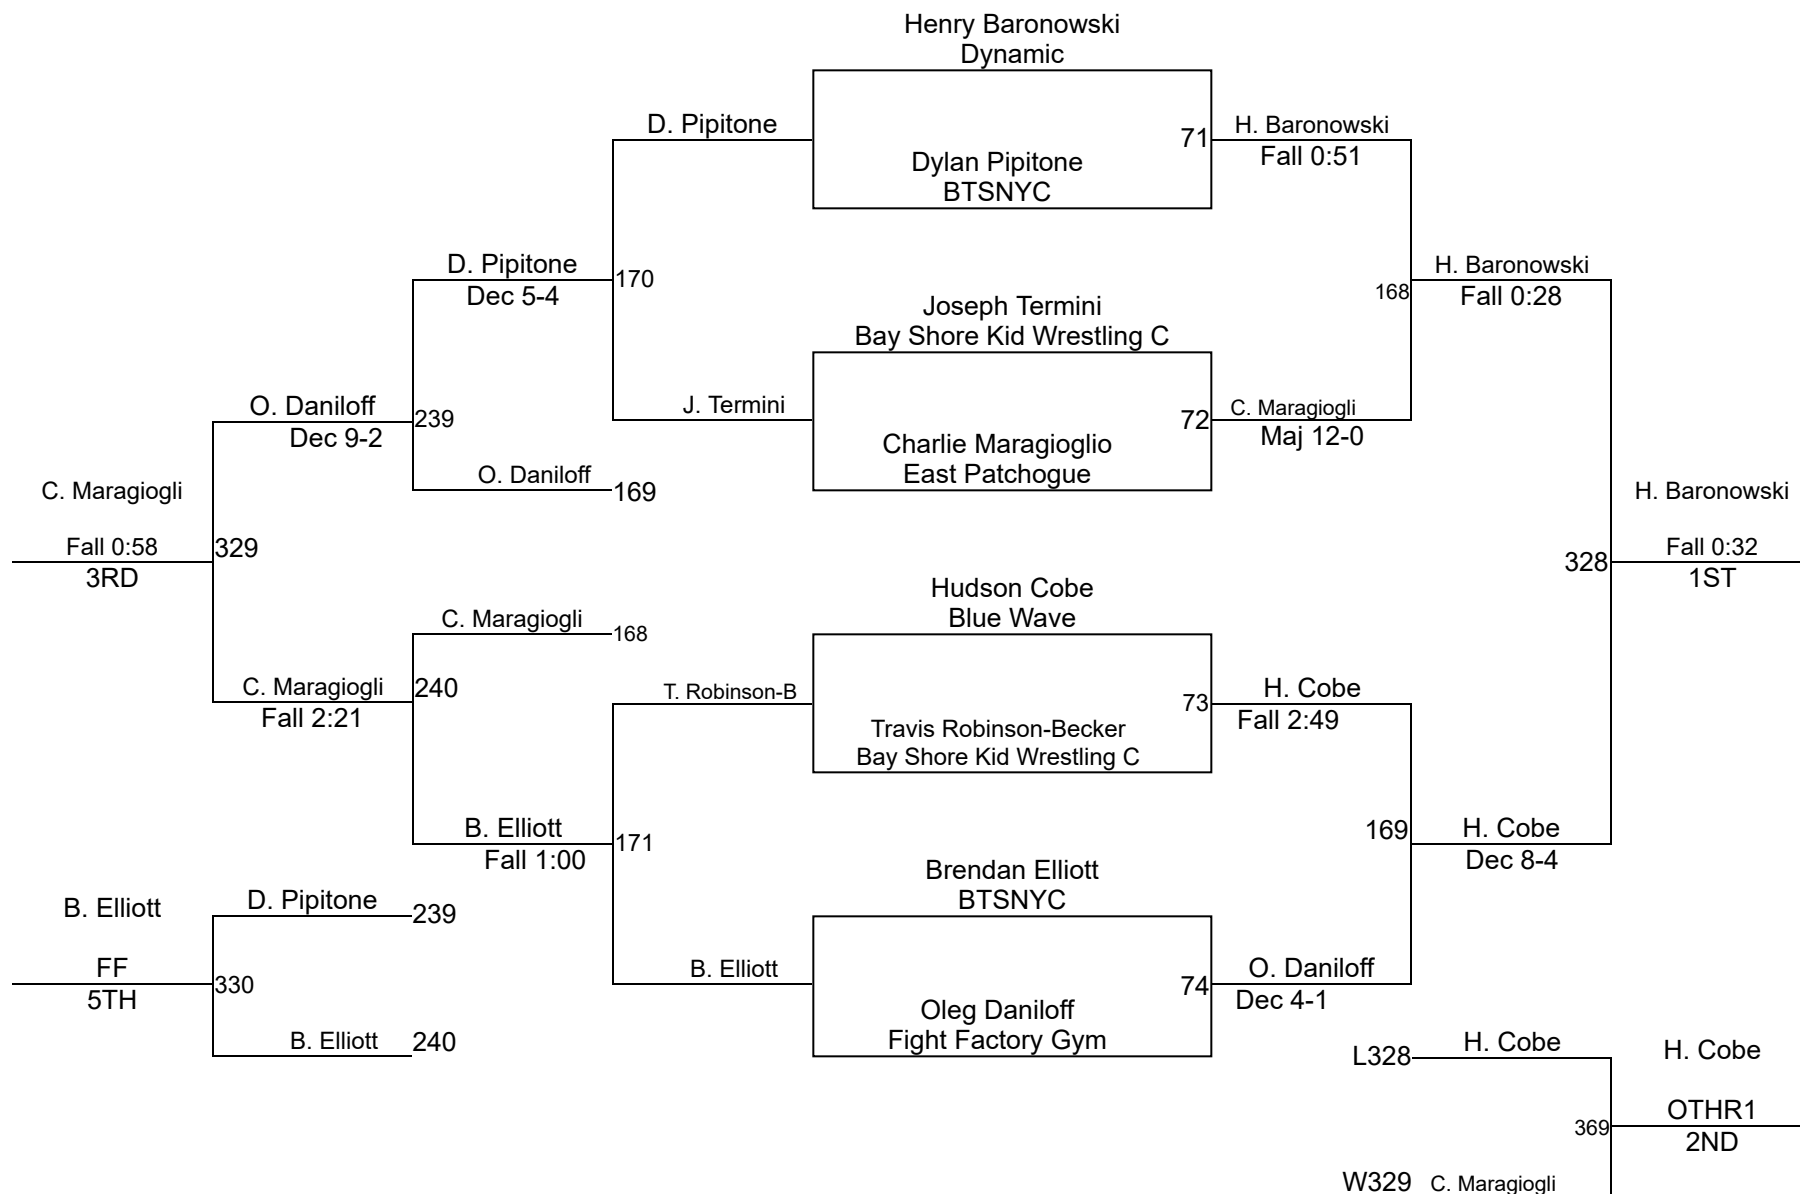 Henry Baronowski
Dynamic
D. Pipitone
71
H. Baronowski
Fall 0:51
Dylan Pipitone
BTSNYC
D. Pipitone
Dec 5-4
170
168
H. Baronowski
Fall 0:28
Joseph Termini
Bay Shore Kid Wrestling C
O. Daniloff
Dec 9-2
239
J. Termini
72
C. Maragiogli
Maj 12-0
Charlie Maragioglio
East Patchogue
O. Daniloff
169
C. Maragiogli
Fall 0:58
3RD
329
H. Baronowski
328
Fall 0:32
1ST
Hudson Cobe
Blue Wave
C. Maragiogli
168
C. Maragiogli
Fall 2:21
240
T. Robinson-B
73
H. Cobe
Fall 2:49
Travis Robinson-Becker
Bay Shore Kid Wrestling C
B. Elliott
Fall 1:00
171
169
H. Cobe
Dec 8-4
Brendan Elliott
BTSNYC
B. Elliott
D. Pipitone
239
FF
5TH
330
B. Elliott
74
O. Daniloff
Dec 4-1
Oleg Daniloff
Fight Factory Gym
B. Elliott
240
L328
H. Cobe
H. Cobe
369
OTHR1
2ND
W329
C. Maragiogli